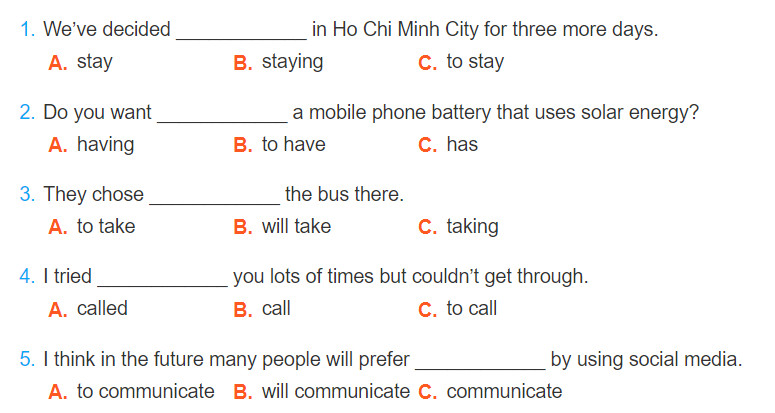 1. We've decided ____________ in Ho Chi Minh City for three more days.
A. stay B. staying C. to stay
2. Do you want ____________ a mobile phone battery that uses solar energy?
A. having B. to have C. has
3. They chose ____________ the bus there.
A. to take B. will take C. taking
4. I tried ____________ you lots of times but couldn't get through.
A. called B. call C. to call
5. I think in the future many people will prefer ____________ by using social media.
A. to communicate B. will communicate C. communicate